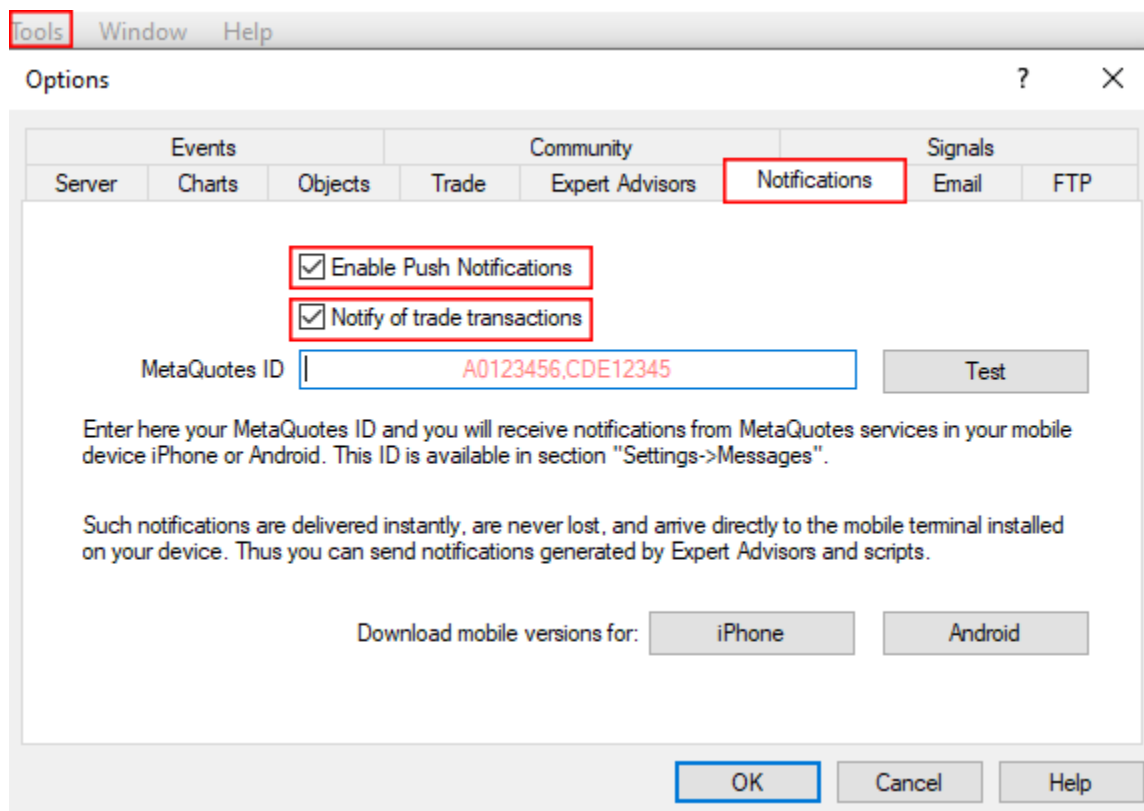 Tools Window Help
Options ?
Events Community Signals
Server Charts Objects Trade Expert Advisors Notifications Email FTP
Enable Push Notifications
Notify of trade transactions
MetaQuotes ID A0123456,CDE12345 Test
Enter here your MetaQuotes ID and you will receive notifications from MetaQuotes services in your mobile
device iPhone or Android. This ID is available in section "Settings->Messages".
Such notifications are delivered instantly, are never lost, and arrive directly to the mobile terminal installed
on your device. Thus you can send notifications generated by Expert Advisors and scripts.
Download mobile versions for: iPhone Android
OK Cancel Help